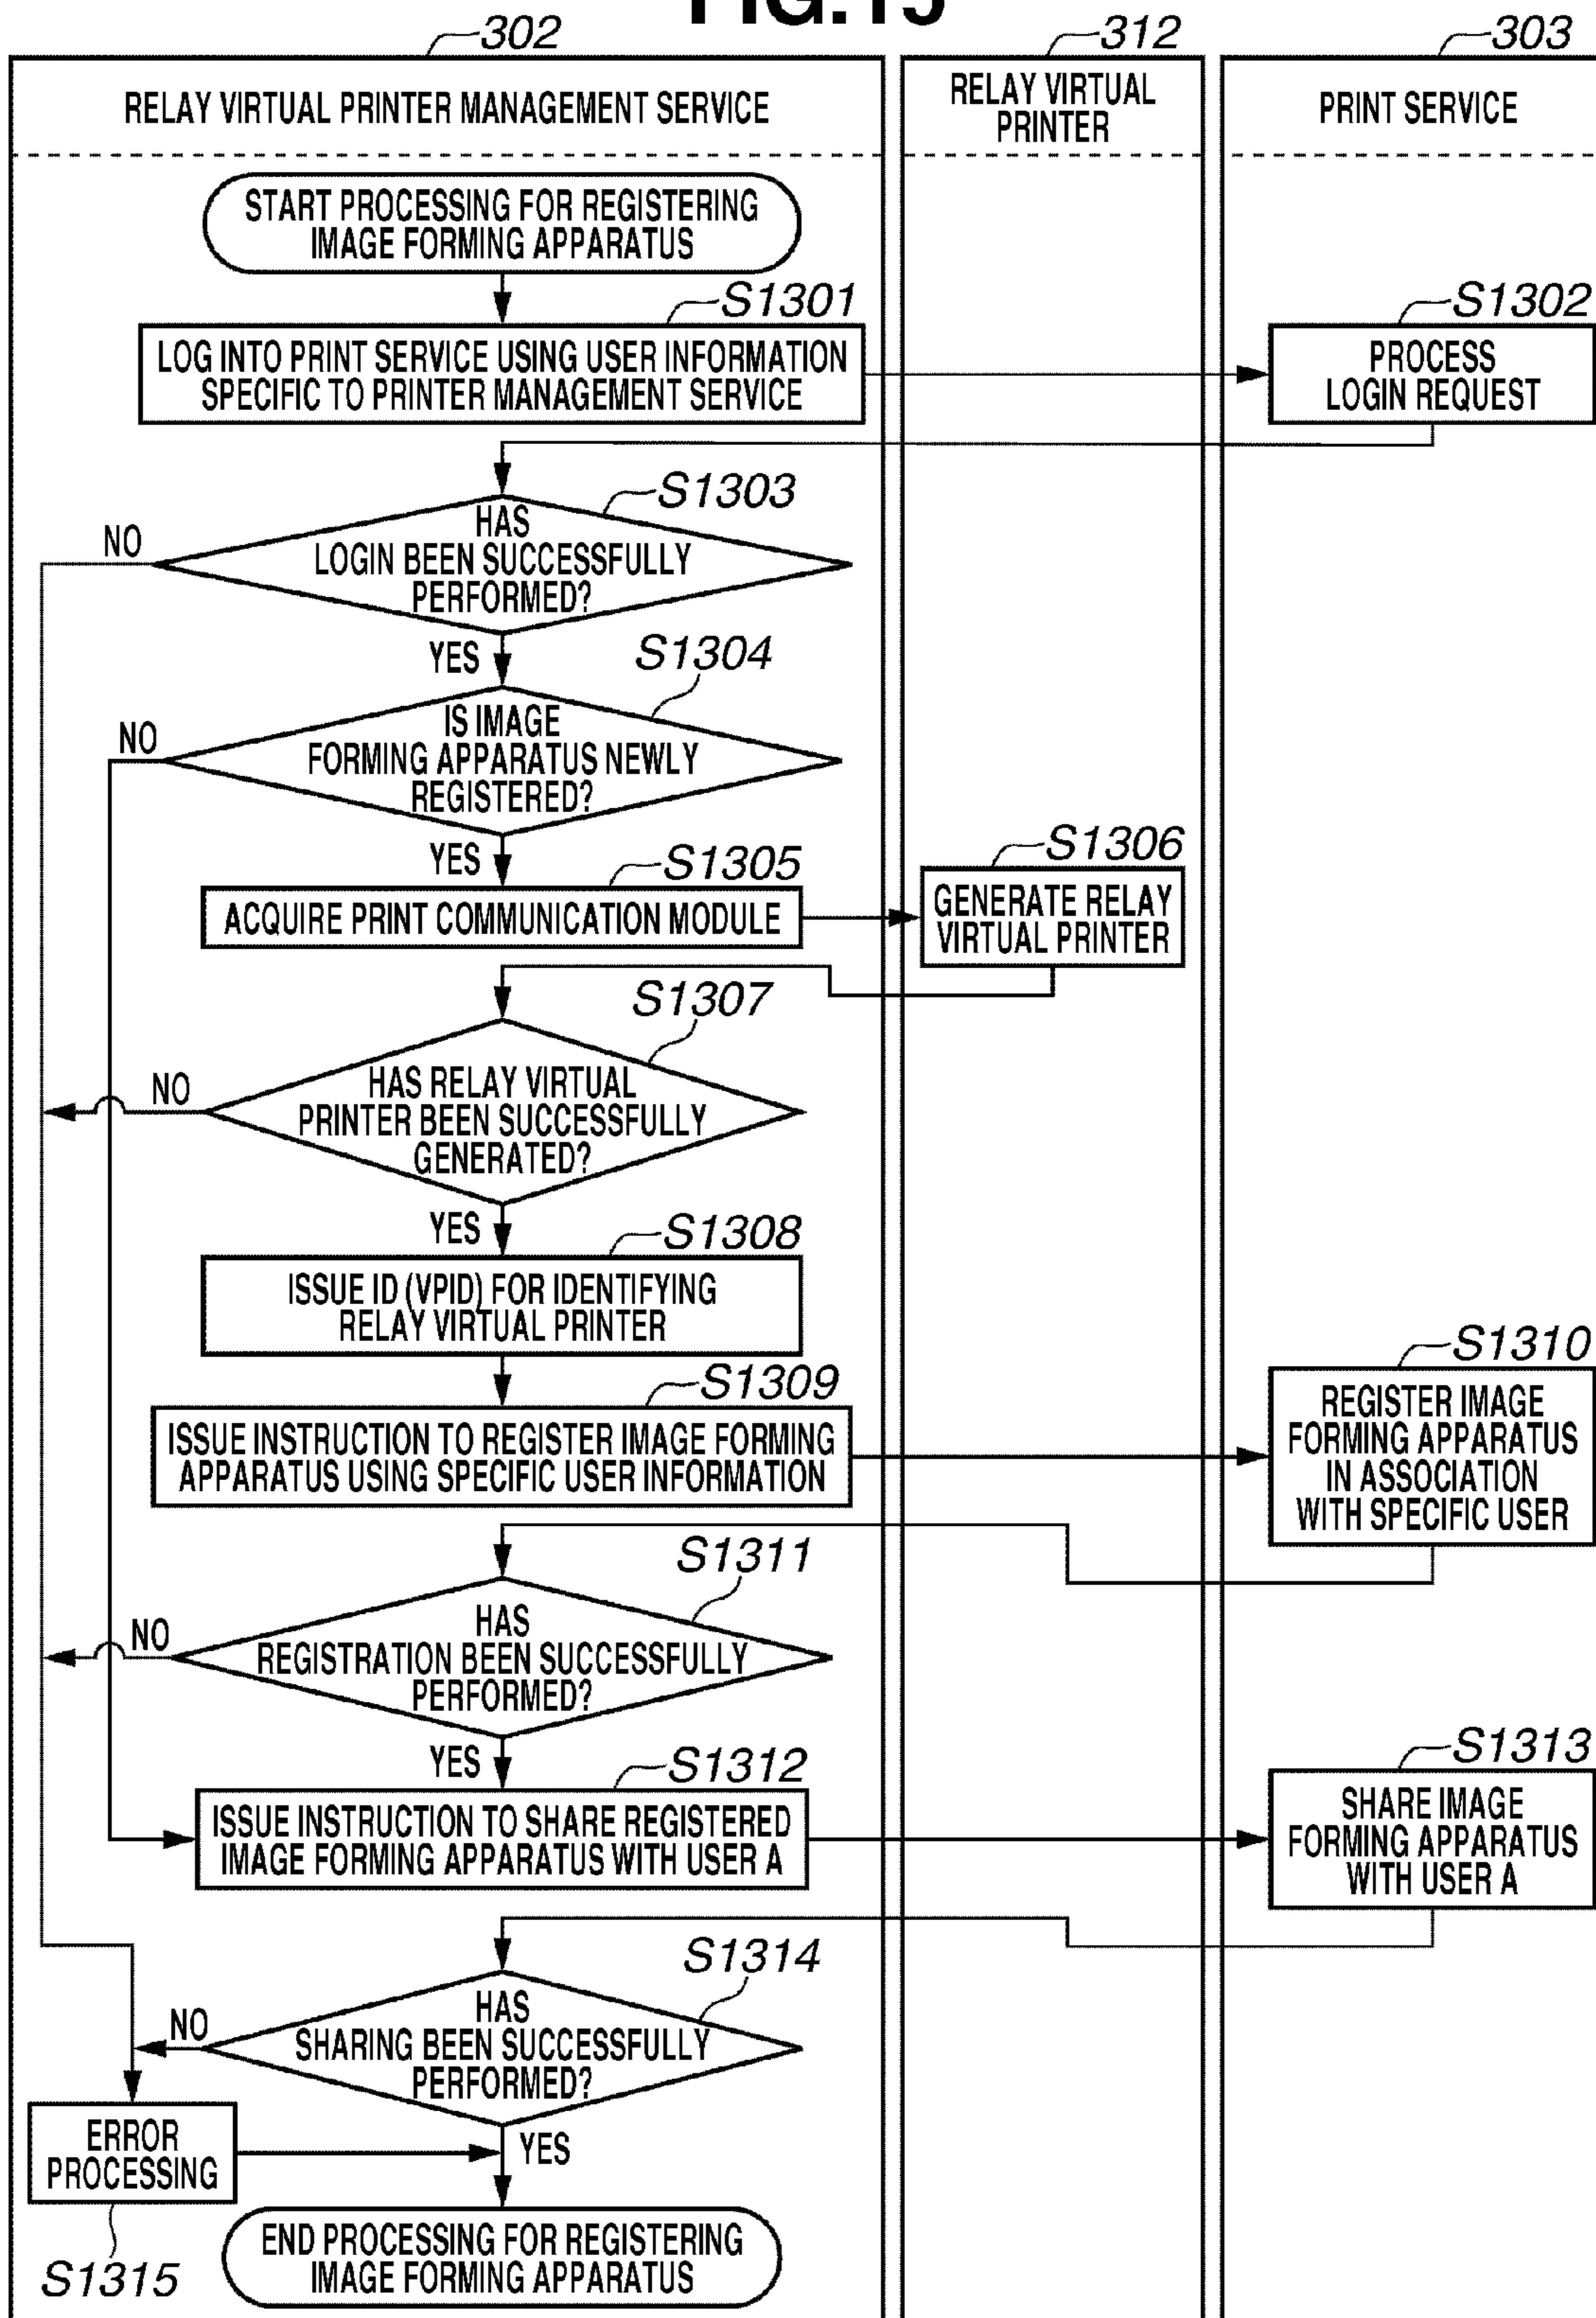 FIG.13
302
312
303
RELAY VIRTUAL PRINTER MANAGEMENT SERVICE
RELAY VIRTUAL
PRINTER
PRINT SERVICE
START PROCESSING FOR REGISTERING
IMAGE FORMING APPARATUS
S1301
LOG INTO PRINT SERVICE USING USER INFORMATION
SPECIFIC TO PRINTER MANAGEMENT SERVICE
S1302
PROCESS
LOGIN REQUEST
S1303
HAS
LOGIN BEEN SUCCESSFULLY
PERFORMED?
NO
YES
S1304
IS IMAGE
FORMING APPARATUS NEWLY
REGISTERED?
NO
YES
S1305
ACQUIRE PRINT COMMUNICATION MODULE
S1306
GENERATE RELAY
VIRTUAL PRINTER
S1307
HAS RELAY VIRTUAL
PRINTER BEEN SUCCESSFULLY
GENERATED?
NO
YES
S1308
ISSUE ID (VPID) FOR IDENTIFYING
RELAY VIRTUAL PRINTER
S1309
ISSUE INSTRUCTION TO REGISTER IMAGE FORMING
APPARATUS USING SPECIFIC USER INFORMATION
S1310
REGISTER IMAGE
FORMING APPARATUS
IN ASSOCIATION
WITH SPECIFIC USER
S1311
HAS
REGISTRATION BEEN SUCCESSFULLY
PERFORMED?
NO
YES
S1312
ISSUE INSTRUCTION TO SHARE REGISTERED
IMAGE FORMING APPARATUS WITH USER A
S1313
SHARE IMAGE
FORMING APPARATUS
WITH USER A
S1314
HAS
SHARING BEEN SUCCESSFULLY
PERFORMED?
NO
YES
ERROR
PROCESSING
S1315
END PROCESSING FOR REGISTERING
IMAGE FORMING APPARATUS